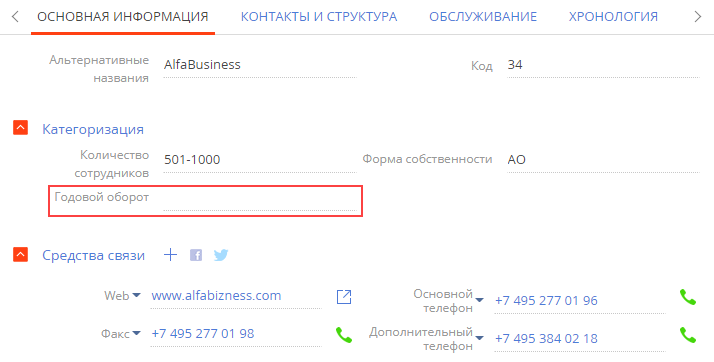 ОСНОВНАЯ ИНФОРМАЦИЯ КОНТАКТЫ И СТРУКТУРА ОБСЛУЖИВАНИЕ ХРОНОЛОГИЯ
Альтернативные
названия
AlfaBusiness
Код
34
Категоризация
Количество
сотрудников
501-1000
Форма собственности
АО
Годовой оборот
Средства связи
Web
www.alfabizness.com
Основной
телефон
+7 495 277 01 96
Факс
+7 495 277 01 98
Дополнительный
телефон
+7 495 384 02 18